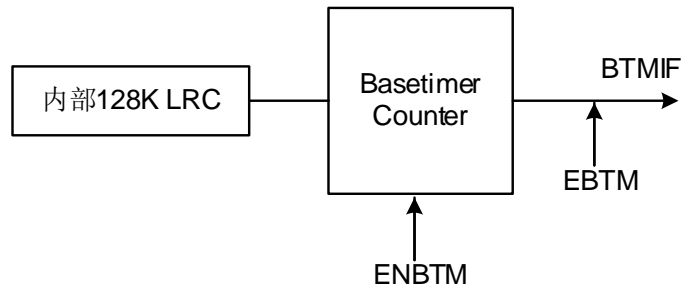 内部128K LRC
Basetimer
Counter
BTMIF
EBTM
ENBTM